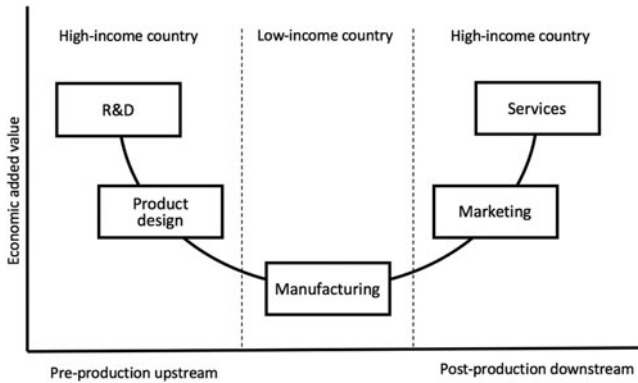 High-income country
Low-income country
High-income country
R&D
Services
Product
design
Marketing
Manufacturing
Economic added value
Pre-production upstream
Post-production downstream